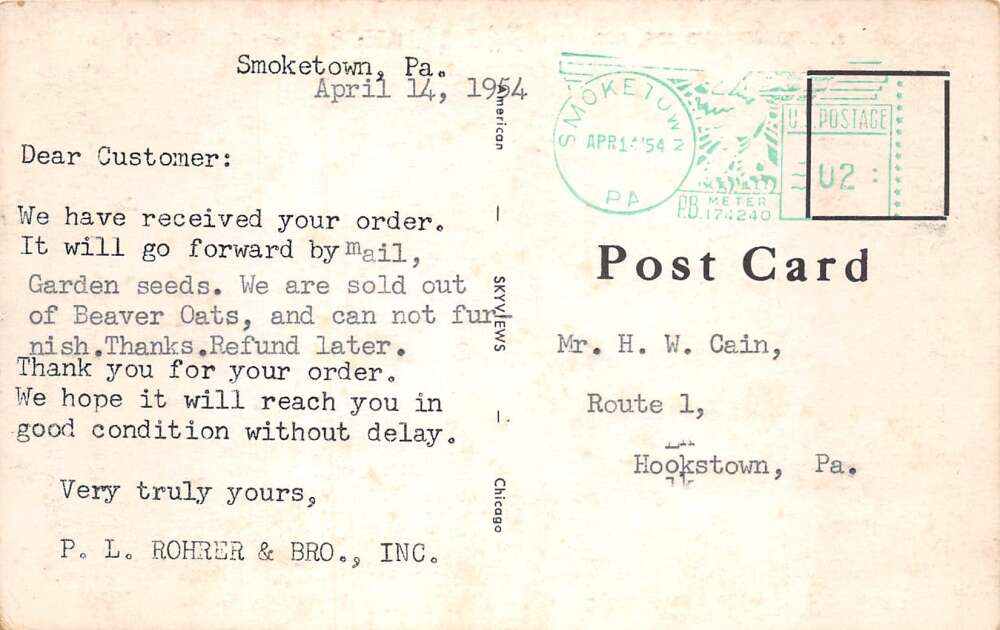 Smoketown, Pa.
April 14, 1954
Dear Customer:
We have received your order.
It will go forward by mail,
Garden seeds. We are sold out
of Beaver Oats, and can not fur-
nish.Thanks.Refund later.
Thank you for your order.
We hope it will reach you in
good condition without delay.
Very truly yours,
P. L. ROHRER & BRO., INC.
American
SKYVIEWS
Chicago
SMOKETOWN
APR 14 '54
PA
P.B. METER
174240
U.S. POSTAGE
02
Post Card
Mr. H. W. Cain,
Route 1,
Hookstown, Pa.